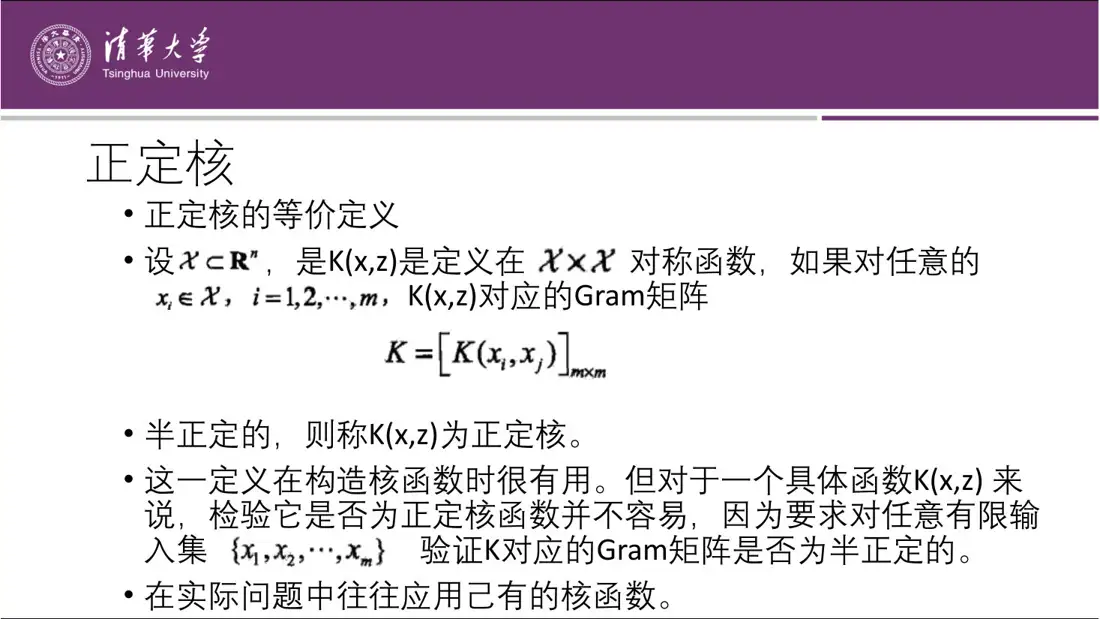 清华大学
Tsinghua University
正定核
• 正定核的等价定义
• 设 𝒳 ⊂ Rⁿ, 是K(x,z)是定义在 𝒳 × 𝒳 对称函数，如果对任意的
xᵢ ∈ 𝒳，i = 1, 2, ⋯, m，K(x,z)对应的Gram矩阵
K = [K(xᵢ, xⱼ)]ₘₓₘ
• 半正定的，则称K(x,z)为正定核。
• 这一定义在构造核函数时很有用。但对于一个具体函数K(x,z) 来
说，检验它是否为正定核函数并不容易，因为要求对任意有限输
入集 {x₁, x₂, ⋯, xₘ} 验证K对应的Gram矩阵是否为半正定的。
• 在实际问题中往往应用己有的核函数。